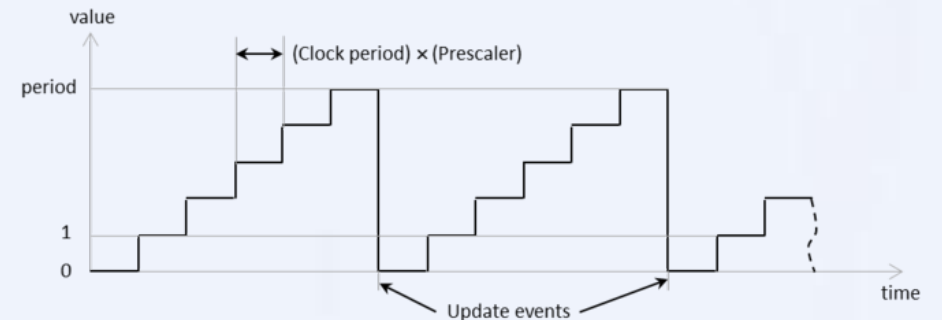 value
(Clock period) × (Prescaler)
period
1
0
time
Update events